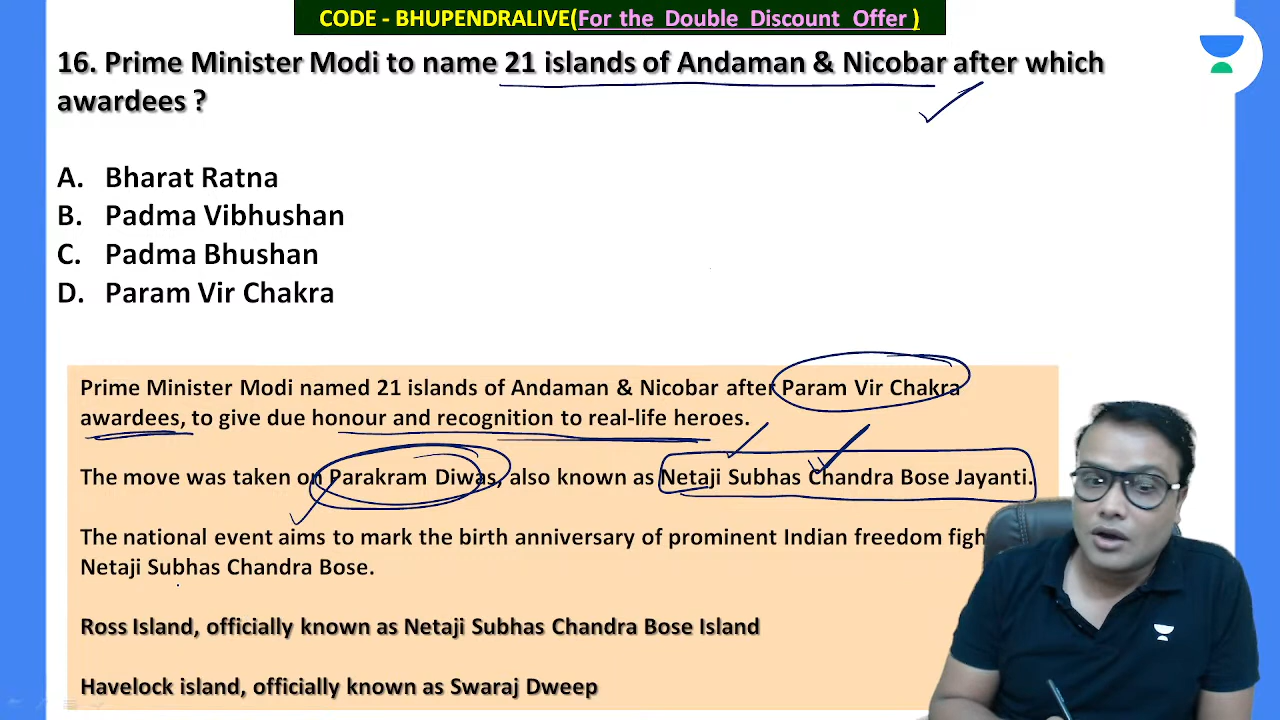 CODE - BHUPENDRALIVE(For the Double Discount Offer )
16. Prime Minister Modi to name 21 islands of Andaman & Nicobar after which
awardees ?
A. Bharat Ratna
B. Padma Vibhushan
C. Padma Bhushan
D. Param Vir Chakra
Prime Minister Modi named 21 islands of Andaman & Nicobar after Param Vir Chakra
awardees, to give due honour and recognition to real-life heroes.
The move was taken on Parakram Diwas, also known as Netaji Subhas Chandra Bose Jayanti.
The national event aims to mark the birth anniversary of prominent Indian freedom
Netaji Subhas Chandra Bose.
Ross Island, officially known as Netaji Subhas Chandra Bose Island
Havelock island, officially known as Swaraj Dweep